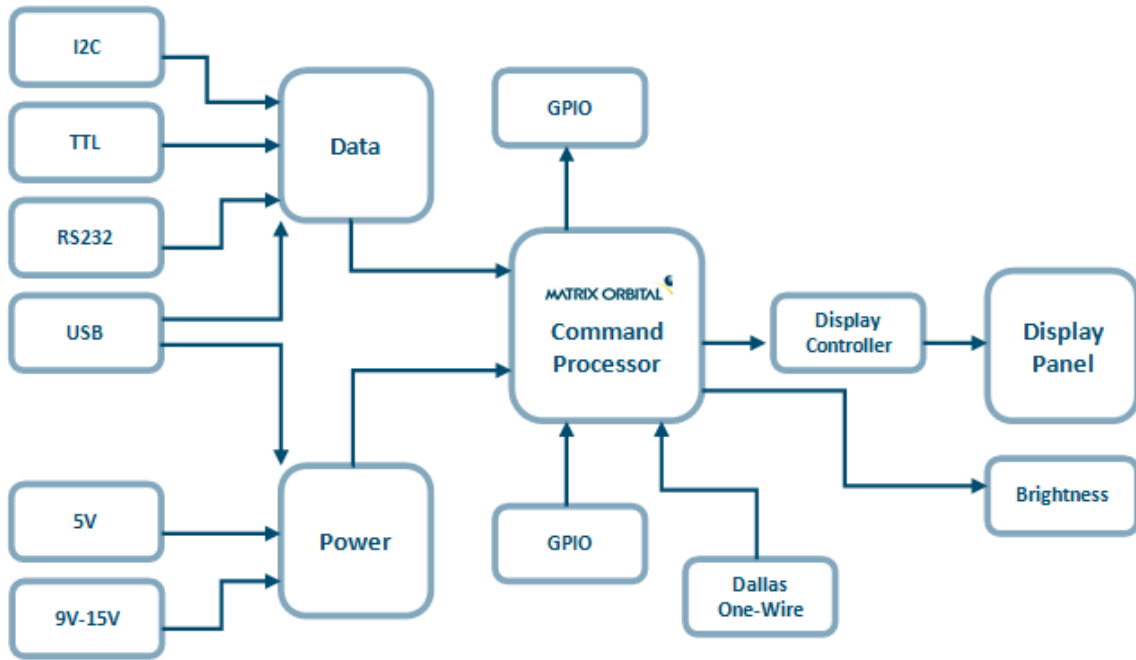 I2C
TTL
RS232
USB
5V
9V-15V
Data
Power
GPIO
MATRIX ORBITAL
Command
Processor
GPIO
Dallas
One-Wire
Display
Controller
Display
Panel
Brightness